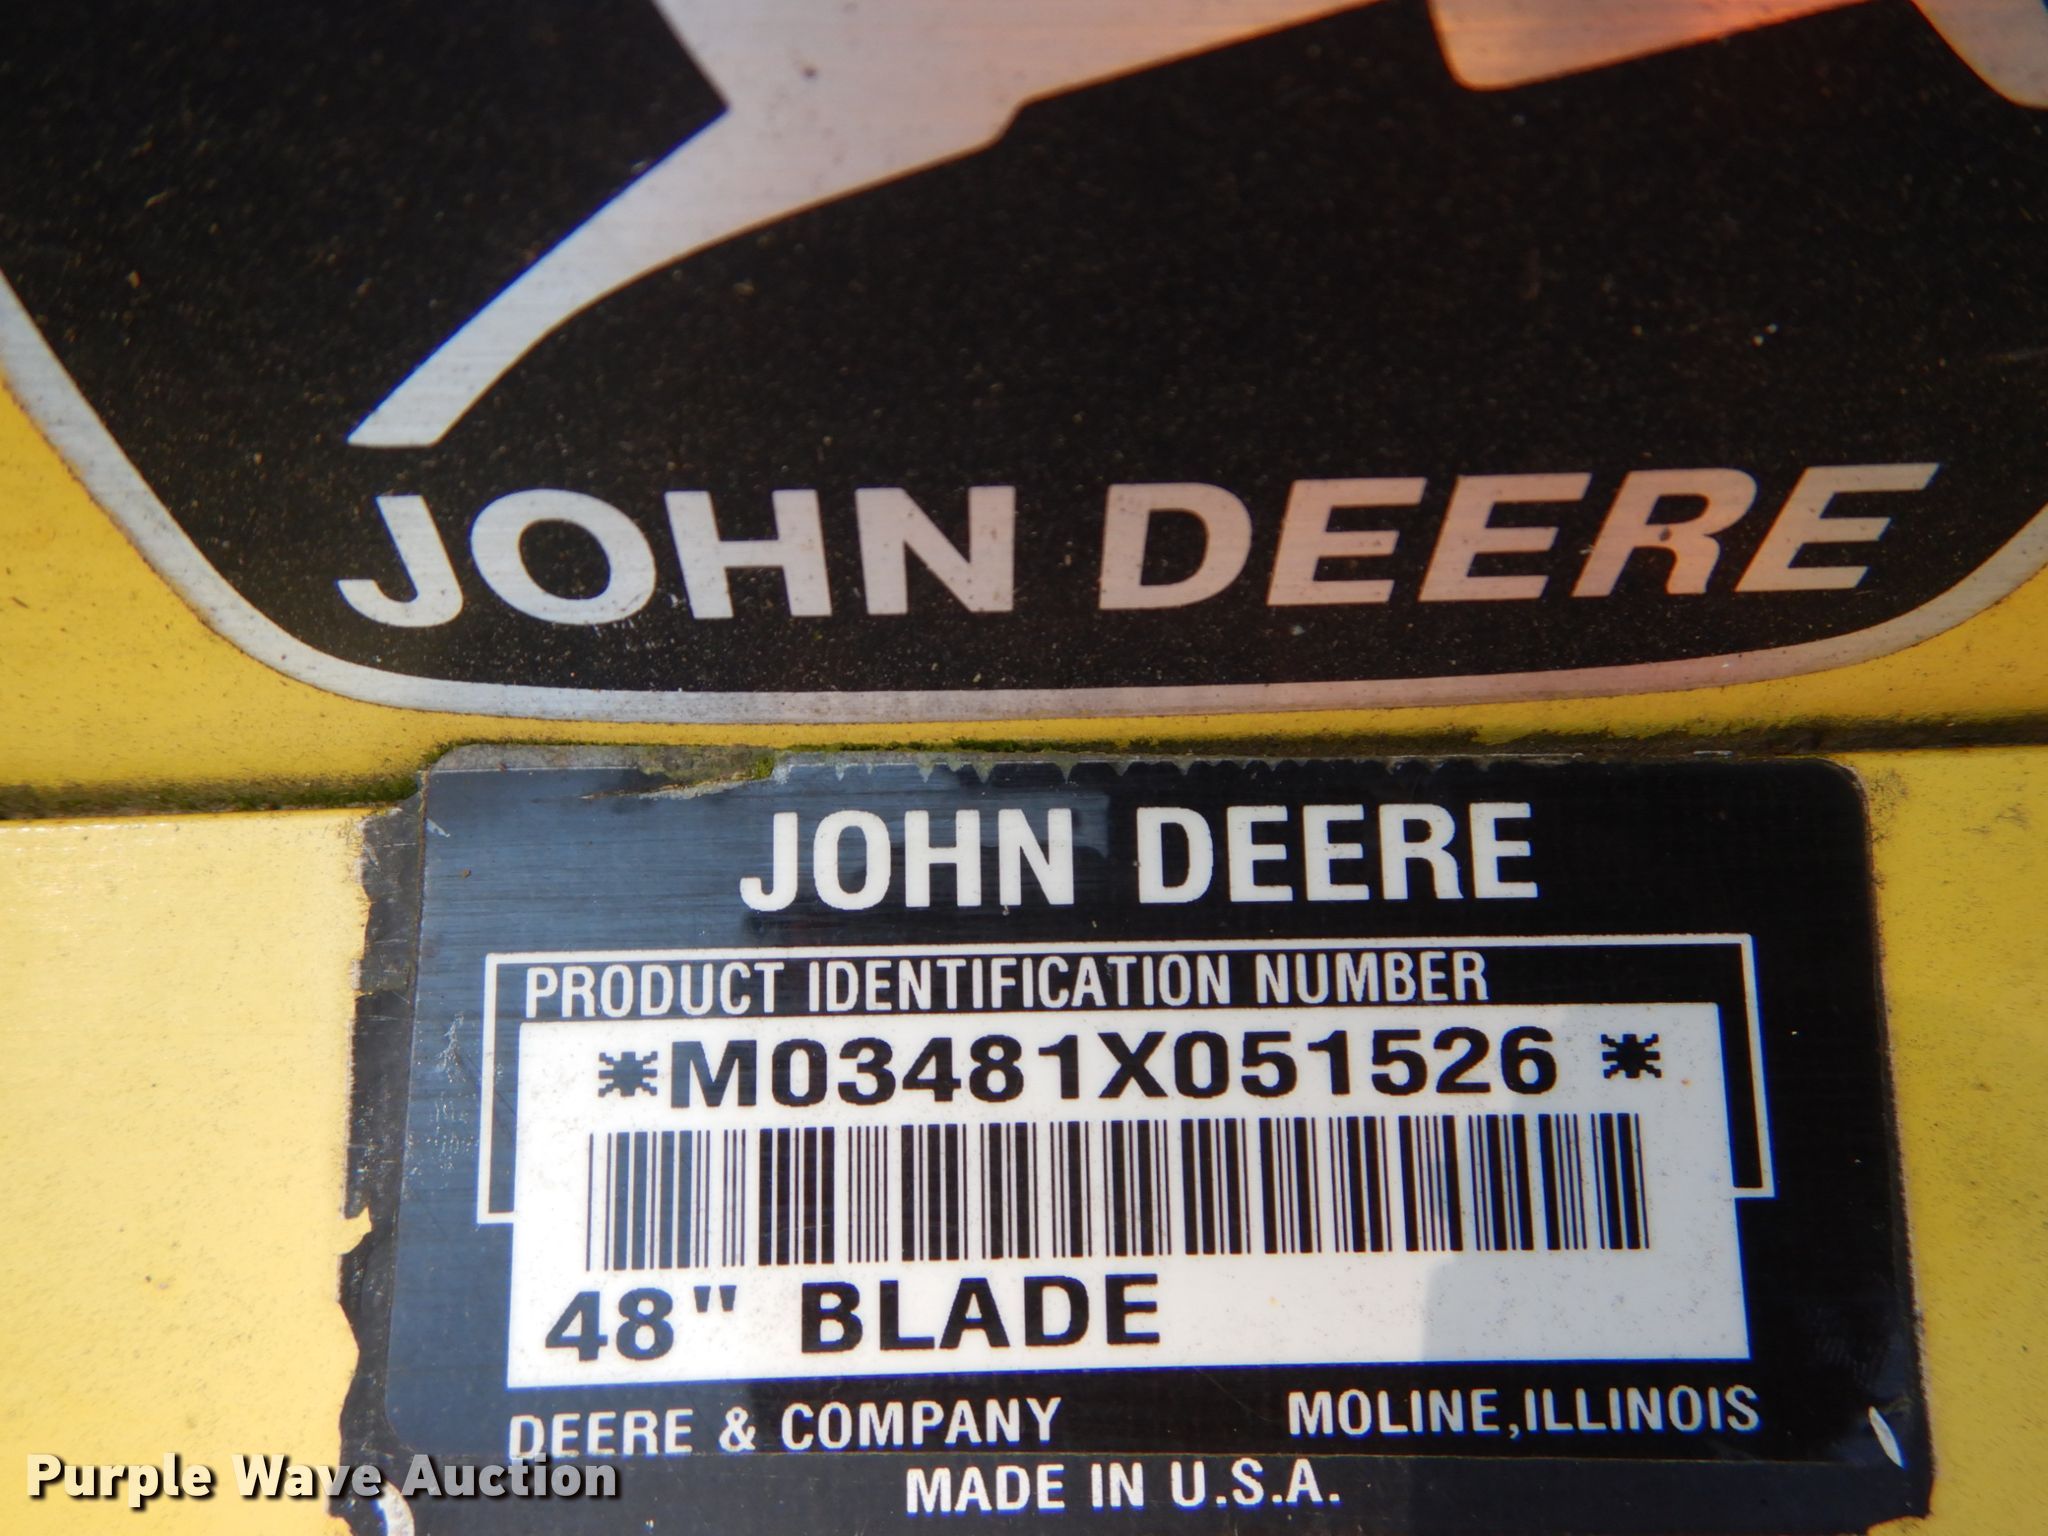 JOHN DEERE
JOHN DEERE
PRODUCT IDENTIFICATION NUMBER
*M03481X051526*
48" BLADE
DEERE & COMPANY MOLINE, ILLINOIS
MADE IN U.S.A.
Purple Wave Auction